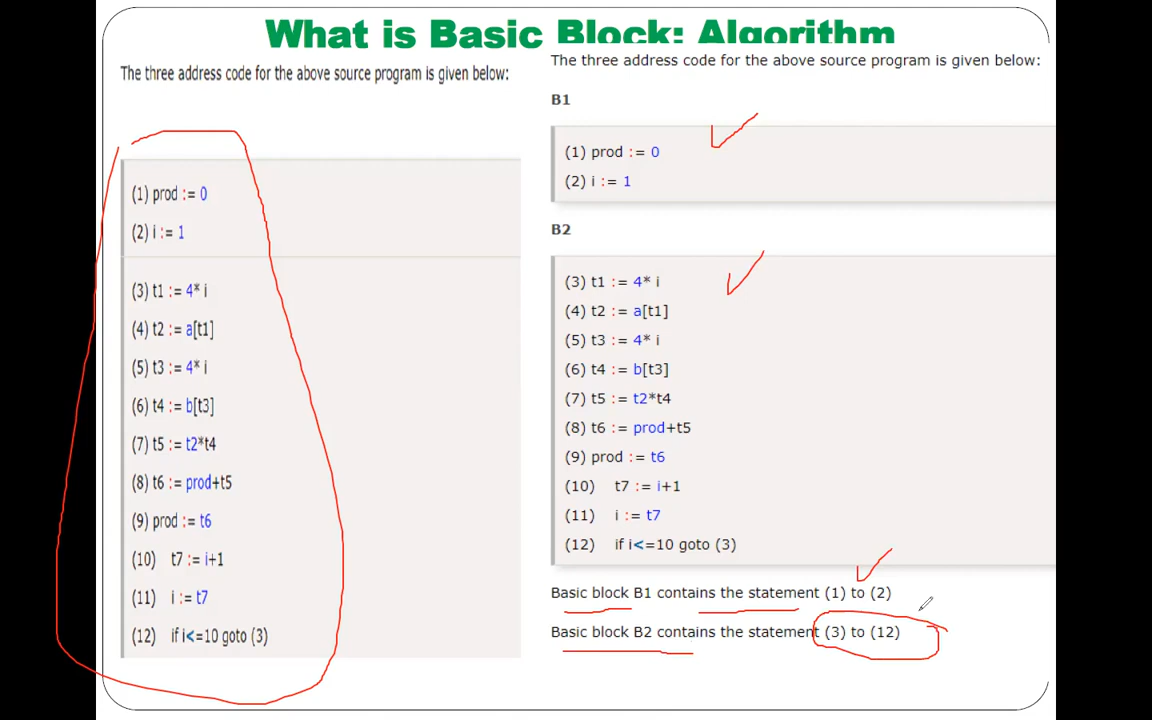 What is Basic Block: Algorithm
The three address code for the above source program is given below:
(1) prod := 0
(2) i := 1
(3) t1 := 4* i
(4) t2 := a[t1]
(5) t3 := 4* i
(6) t4 := b[t3]
(7) t5 := t2*t4
(8) t6 := prod+t5
(9) prod := t6
(10) t7 := i+1
(11) i := t7
(12) if i<=10 goto (3)
The three address code for the above source program is given below:
B1
(1) prod := 0
(2) i := 1
B2
(3) t1 := 4* i
(4) t2 := a[t1]
(5) t3 := 4* i
(6) t4 := b[t3]
(7) t5 := t2*t4
(8) t6 := prod+t5
(9) prod := t6
(10) t7 := i+1
(11) i := t7
(12) if i<=10 goto (3)
Basic block B1 contains the statement (1) to (2)
Basic block B2 contains the statement (3) to (12)